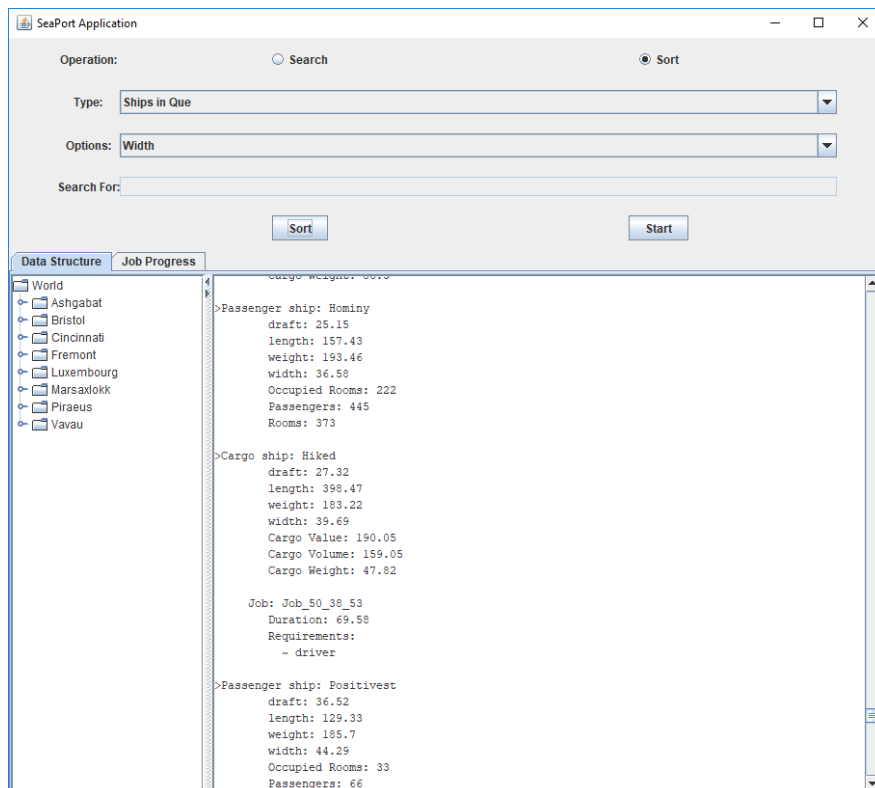 SeaPort Application
Operation: Search Sort
Type: Ships in Que
Options: Width
Search For:
Sort Start
Data Structure Job Progress
World
Ashgabat
Bristol
Cincinnati
Fremont
Luxembourg
Marsaxlokk
Piraeus
Vavau
>Passenger ship: Hominy
draft: 25.15
length: 157.43
weight: 193.46
width: 36.58
Occupied Rooms: 222
Passengers: 445
Rooms: 373
>Cargo ship: Hiked
draft: 27.32
length: 398.47
weight: 183.22
width: 39.69
Cargo Value: 190.05
Cargo Volume: 159.05
Cargo Weight: 47.82
Job: Job_50_38_53
Duration: 69.58
Requirements:
~ driver
>Passenger ship: Positivest
draft: 36.52
length: 129.33
weight: 185.7
width: 44.29
Occupied Rooms: 33
Passengers: 66